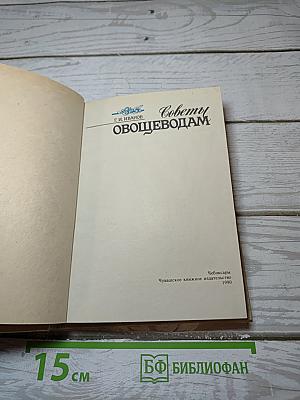 Г. И. ИВАНОВ
Советы
ОВОЩЕВОДАМ
Чебоксары
Чувашское книжное издательство
1990
15 см
БФ БИБЛИОФАН